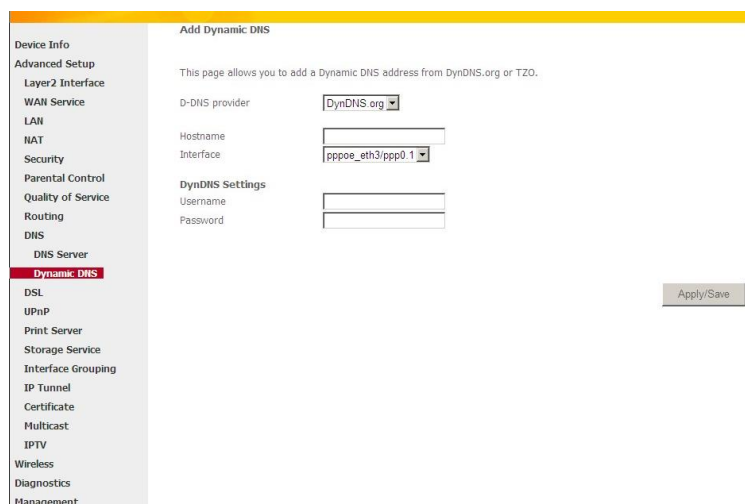 Device Info
Advanced Setup
Layer2 Interface
WAN Service
LAN
NAT
Security
Parental Control
Quality of Service
Routing
DNS
DNS Server
Dynamic DNS
DSL
UPnP
Print Server
Storage Service
Interface Grouping
IP Tunnel
Certificate
Multicast
IPTV
Wireless
Diagnostics
Management
Add Dynamic DNS
This page allows you to add a Dynamic DNS address from DynDNS.org or TZO.
D-DNS provider DynDNS.org
Hostname
Interface pppoe_eth3/ppp0.1
DynDNS Settings
Username
Password
Apply/Save